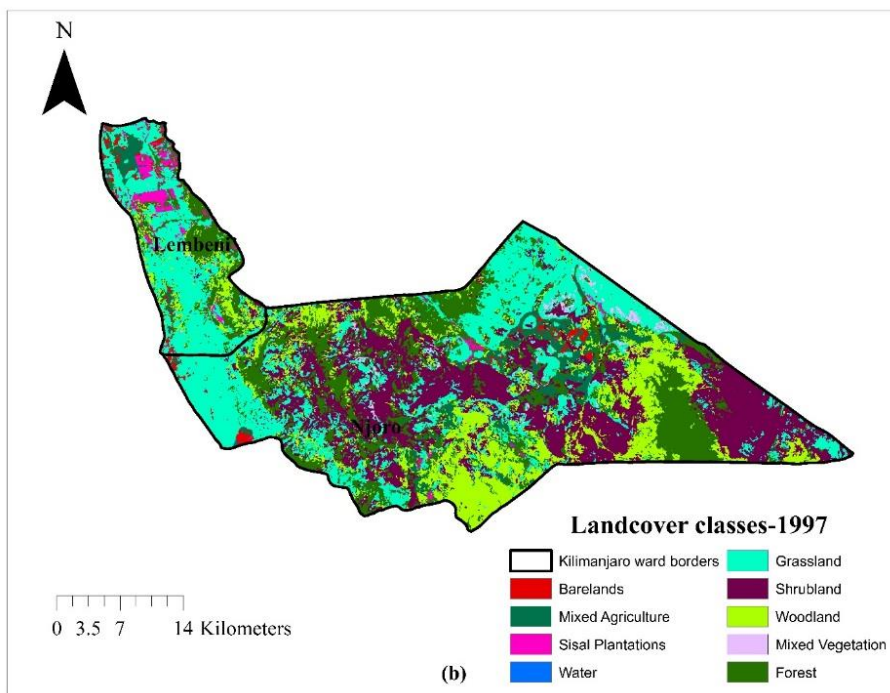 N
Lembeni
Njoro
Landcover classes-1997
Kilimanjaro ward borders
Barelands
Mixed Agriculture
Sisal Plantations
Water
Grassland
Shrubland
Woodland
Mixed Vegetation
Forest
0 3.5 7 14 Kilometers
(b)